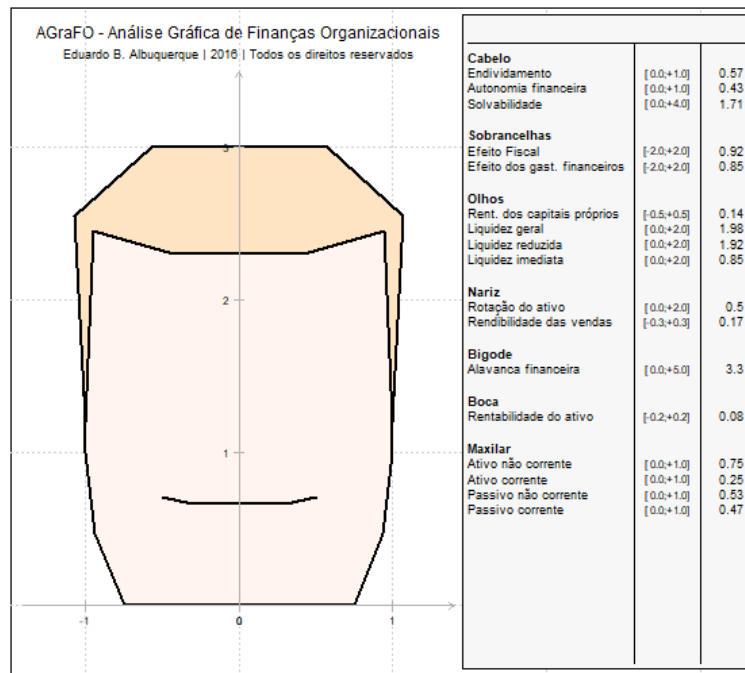 AGraFO - Análise Gráfica de Finanças Organizacionais
Eduardo B. Albuquerque | 2016 | Todos os direitos reservados
3
2
1
-1 0 1
Cabelo
Endividamento [0.0;+1.0] 0.57
Autonomia financeira [0.0;+1.0] 0.43
Solvabilidade [0.0;+4.0] 1.71
Sobrancelhas
Efeito Fiscal [-2.0;+2.0] 0.92
Efeito dos gast. financeiros [-2.0;+2.0] 0.85
Olhos
Rent. dos capitais próprios [-0.5;+0.5] 0.14
Liquidez geral [0.0;+2.0] 1.98
Liquidez reduzida [0.0;+2.0] 1.92
Liquidez imediata [0.0;+2.0] 0.85
Nariz
Rotação do ativo [0.0;+2.0] 0.5
Rendibilidade das vendas [-0.3;+0.3] 0.17
Bigode
Alavanca financeira [0.0;+5.0] 3.3
Boca
Rentabilidade do ativo [-0.2;+0.2] 0.08
Maxilar
Ativo não corrente [0.0;+1.0] 0.75
Ativo corrente [0.0;+1.0] 0.25
Passivo não corrente [0.0;+1.0] 0.53
Passivo corrente [0.0;+1.0] 0.47